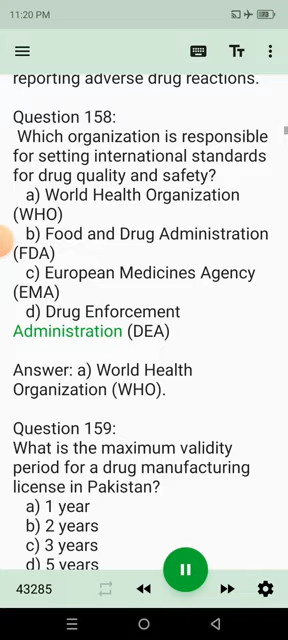 11:20 PM
reporting adverse drug reactions.
Question 158:
Which organization is responsible
for setting international standards
for drug quality and safety?
a) World Health Organization
(WHO)
b) Food and Drug Administration
(FDA)
c) European Medicines Agency
(EMA)
d) Drug Enforcement
Administration (DEA)
Answer: a) World Health
Organization (WHO).
Question 159:
What is the maximum validity
period for a drug manufacturing
license in Pakistan?
a) 1 year
b) 2 years
c) 3 years
d) 5 years
43285